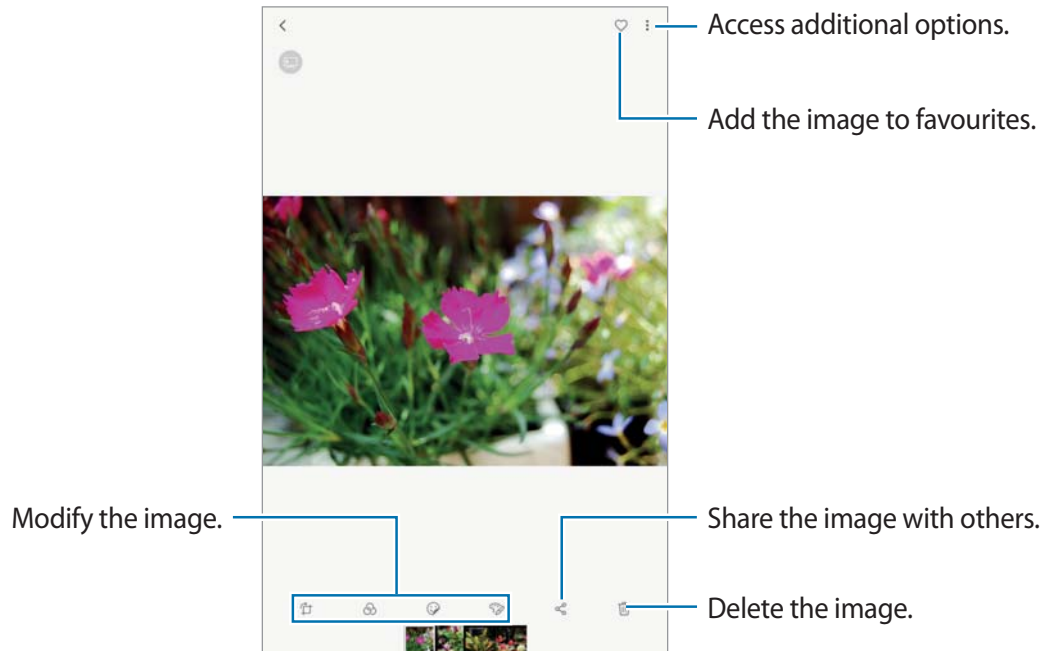 Access additional options.
Add the image to favourites.
Modify the image.
Share the image with others.
Delete the image.